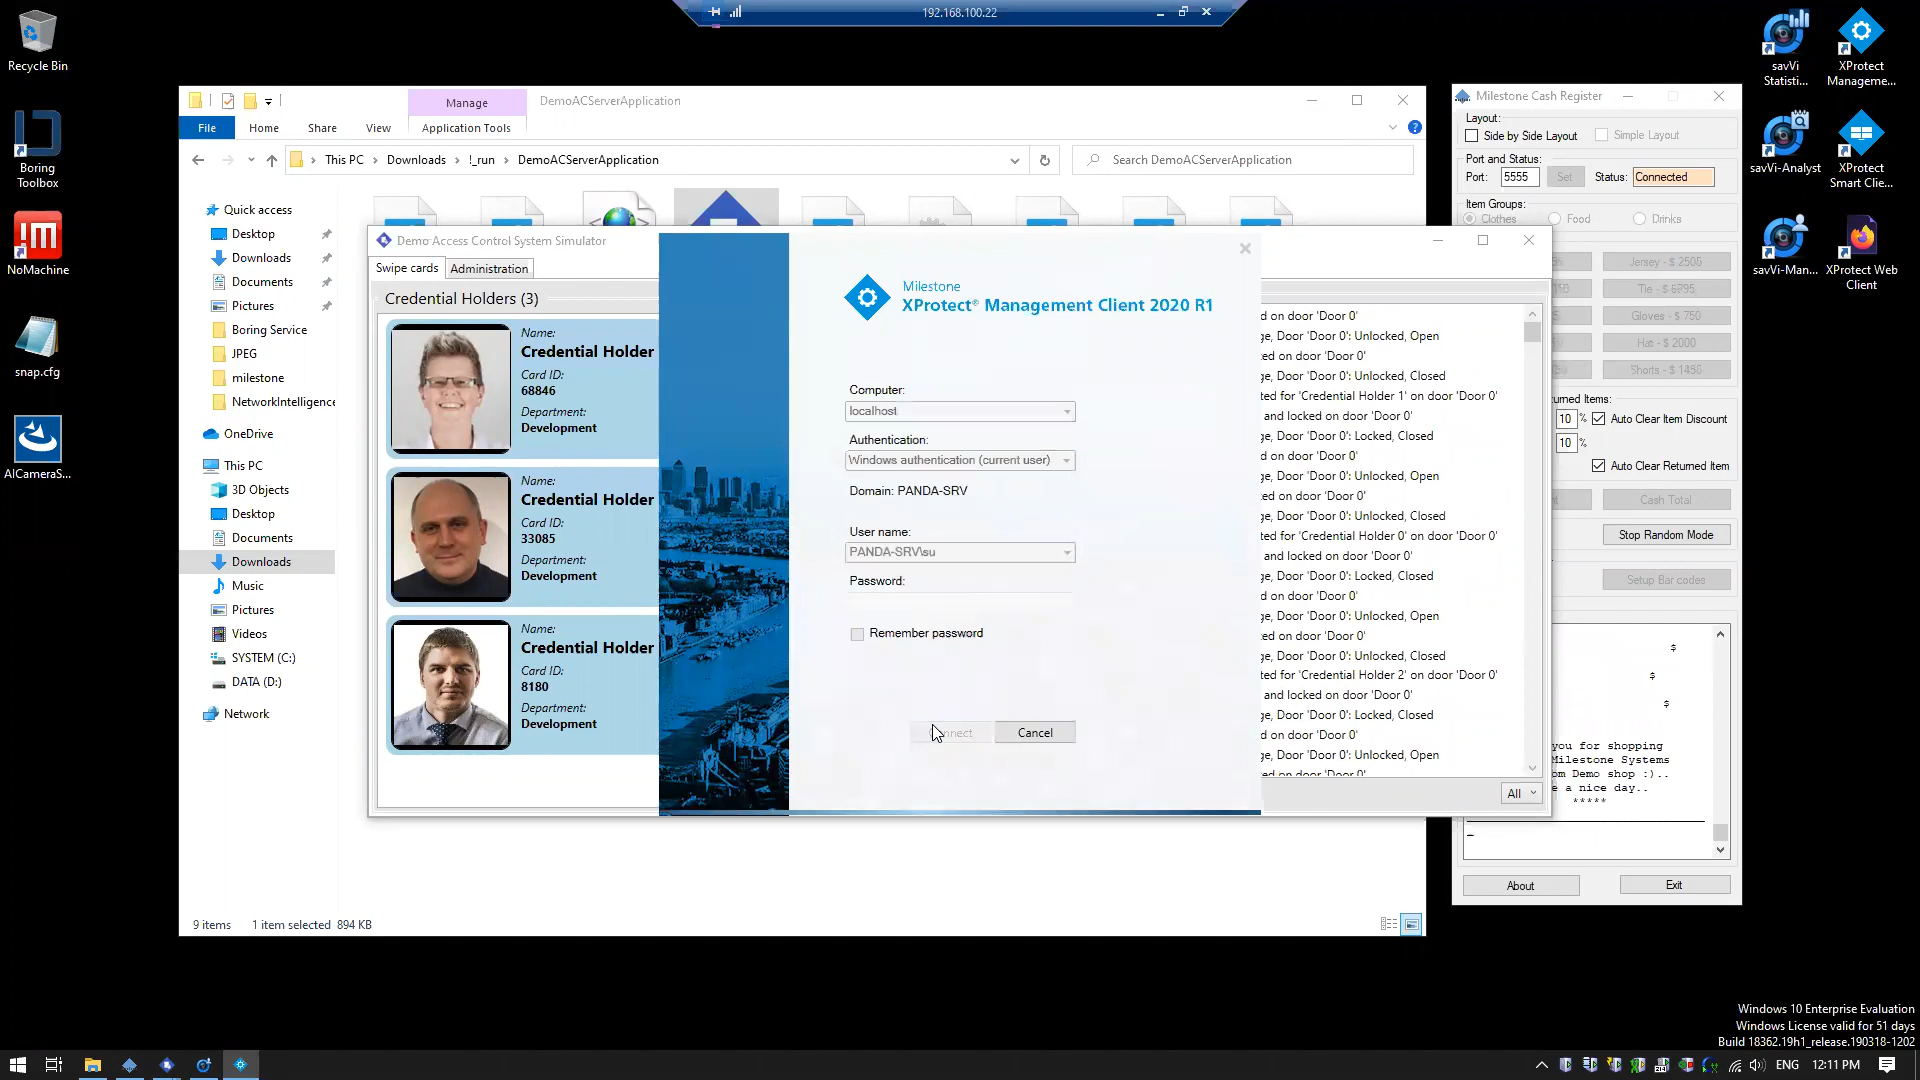 192.168.100.22
Recycle Bin
Boring
Toolbox
NoMachine
snap.cfg
AICameraS...
Manage
DemoACServerApplication
File
Home
Share
View
Application Tools
This PC
Downloads
!_run
DemoACServerApplication
Search DemoACServerApplication
Quick access
Desktop
Downloads
Documents
Pictures
Boring Service
JPEG
milestone
NetworkIntelligence
OneDrive
This PC
3D Objects
Desktop
Documents
Downloads
Music
Pictures
Videos
SYSTEM (C:)
DATA (D:)
Network
9 items
1 item selected 894 KB
Demo Access Control System Simulator
Swipe cards
Administration
Credential Holders (3)
Name:
Credential Holder
Card ID:
68846
Department:
Development
Name:
Credential Holder
Card ID:
33085
Department:
Development
Name:
Credential Holder
Card ID:
8180
Department:
Development
Milestone
XProtect® Management Client 2020 R1
Computer:
localhost
Authentication:
Windows authentication (current user)
Domain: PANDA-SRV
User name:
PANDA-SRV\su
Password:
Remember password
Cancel
d on door 'Door 0'
ge, Door 'Door 0': Unlocked, Open
ked on door 'Door 0'
ge, Door 'Door 0': Unlocked, Closed
ted for 'Credential Holder 1' on door 'Door 0'
and locked on door 'Door 0'
ge, Door 'Door 0': Locked, Closed
d on door 'Door 0'
ge, Door 'Door 0': Unlocked, Open
ked on door 'Door 0'
ge, Door 'Door 0': Unlocked, Closed
ted for 'Credential Holder 0' on door 'Door 0'
and locked on door 'Door 0'
ge, Door 'Door 0': Locked, Closed
d on door 'Door 0'
ge, Door 'Door 0': Unlocked, Open
ked on door 'Door 0'
ge, Door 'Door 0': Unlocked, Closed
ted for 'Credential Holder 2' on door 'Door 0'
and locked on door 'Door 0'
ge, Door 'Door 0': Locked, Closed
d on door 'Door 0'
ge, Door 'Door 0': Unlocked, Open
ked on door 'Door 0'
All
Milestone Cash Register
Layout:
Side by Side Layout
Simple Layout
Port and Status:
Port:
5555
Set
Status:
Connected
Item Groups:
Clothes
Food
Drinks
Jersey - $ 2505
Tie - $ 6795
Gloves - $ 750
Hat - $ 2000
Shorts - $ 1450
urned Items:
10 %
Auto Clear Item Discount
10 %
Auto Clear Returned Item
Cash Total
Stop Random Mode
Setup Bar codes
$
$
$
you for shopping
Milestone Systems
om Demo shop :)..
e a nice day..
*****
About
Exit
savVi
Statisti...
XProtect
Manageme...
savVi-Analyst
XProtect
Smart Clie...
savVi-Man...
XProtect Web
Client
Windows 10 Enterprise Evaluation
Windows License valid for 51 days
Build 18362.19h1_release.190318-1202
ENG
12:11 PM